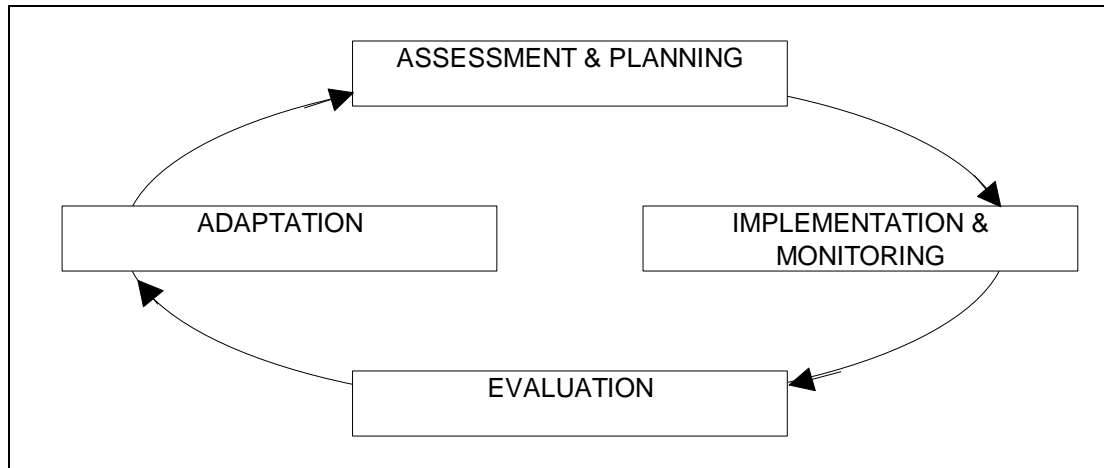 ASSESSMENT & PLANNING
ADAPTATION
IMPLEMENTATION &
MONITORING
EVALUATION